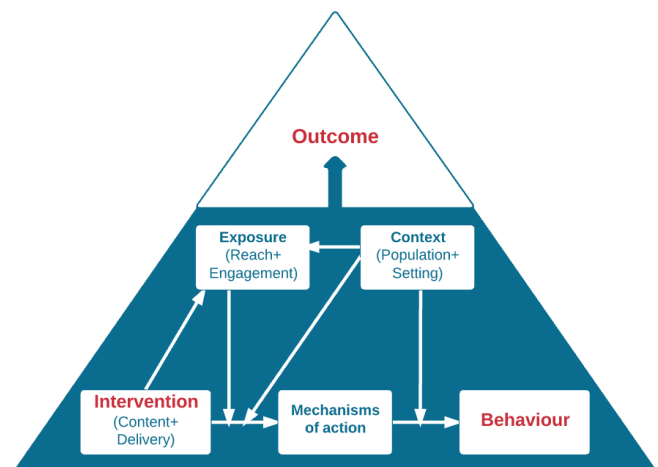 Outcome
Exposure
(Reach+
Engagement)
Context
(Population+
Setting)
Intervention
(Content+
Delivery)
Mechanisms
of action
Behaviour